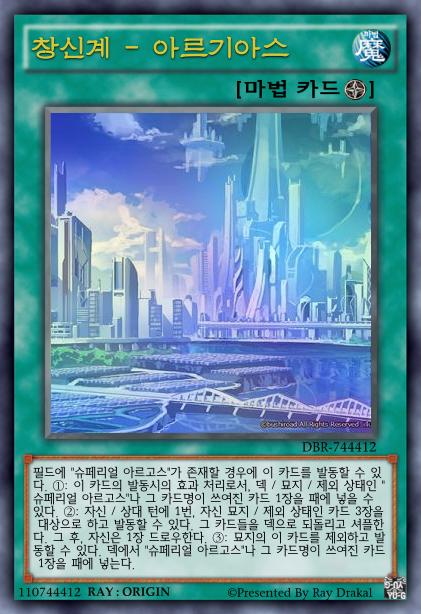 창신계 - 아르기아스
마법
魔
[마법 카드]
©bushiroad All Rights Reserved
DBR-744412
필드에 "슈페리얼 아르고스"가 존재할 경우에 이 카드를 발동할 수 있
다. ①: 이 카드의 발동시의 효과 처리로서, 덱 / 묘지 / 제외 상태인 "
슈페리얼 아르고스"나 그 카드명이 쓰여진 카드 1장을 패에 넣을 수
있다. ②: 자신 / 상대 턴에 1번, 자신 묘지 / 제외 상태인 카드 3장을
대상으로 하고 발동할 수 있다. 그 카드들을 덱으로 되돌리고 셔플한
다. 그 후, 자신은 1장 드로우한다. ③: 묘지의 이 카드를 제외하고 발
동할 수 있다. 덱에서 "슈페리얼 아르고스"나 그 카드명이 쓰여진 카드
1장을 패에 넣는다.
110744412 RAY : ORIGIN ©Presented By Ray Drakal